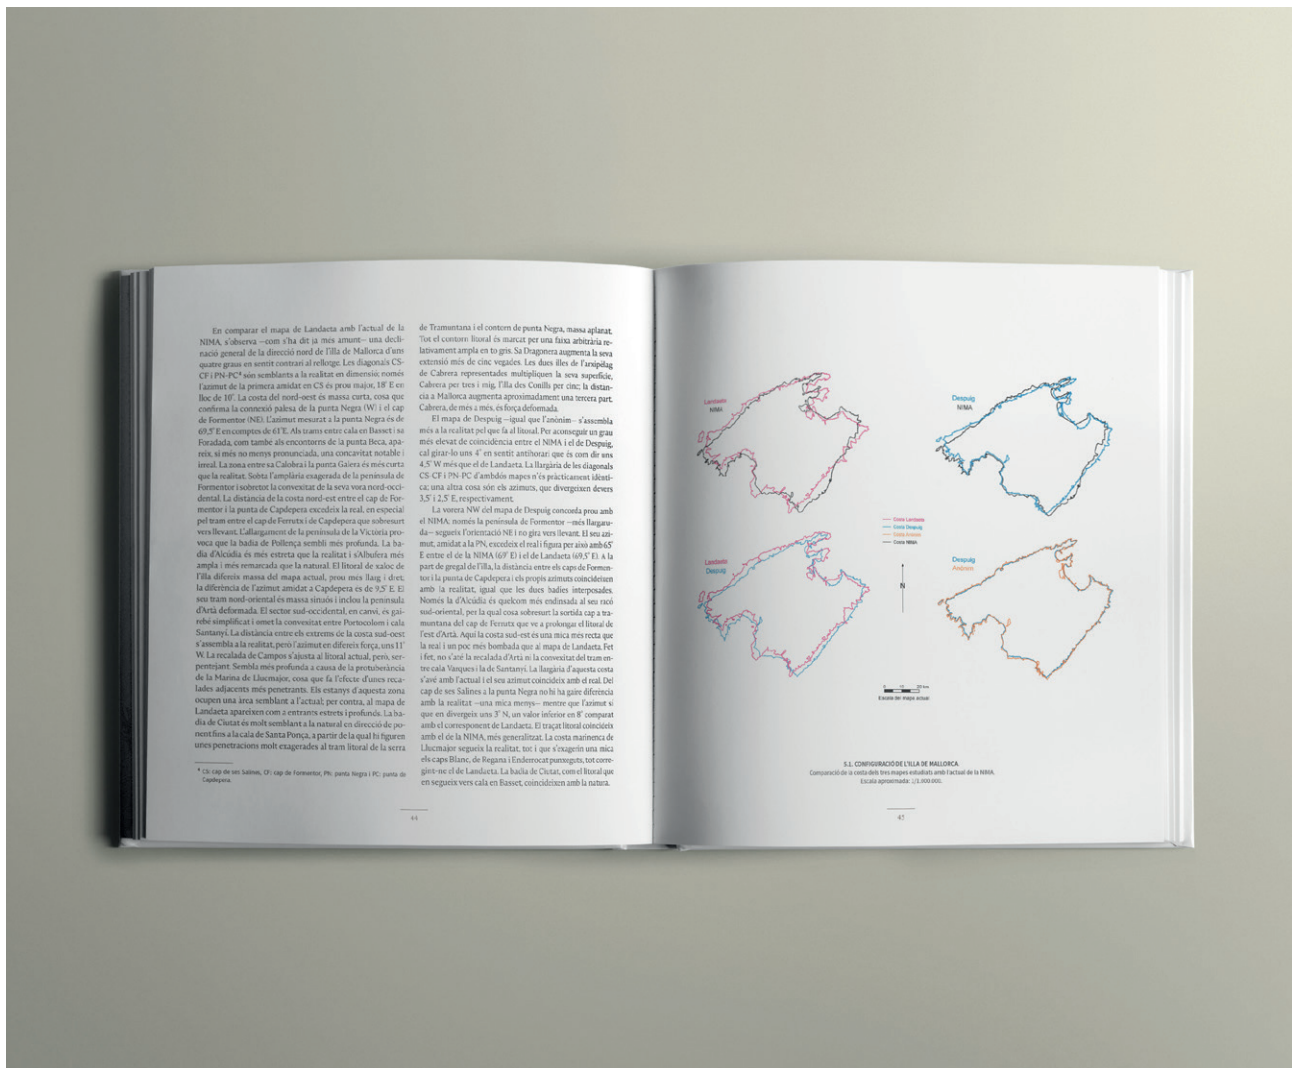 En comparar el mapa de Landaeta amb l'actual de la
NIMA, s'observa —com s'ha dit ja més amunt— una decli-
nació general de la direcció nord de l'illa de Mallorca d'uns
quatre graus en sentit contrari al rellotge. Les diagonals CS-
CF i PN-PC⁴ són semblants a la realitat en dimensió; només
l'azimut de la primera amidat en CS és prou major, 18° E en
lloc de 10°. La costa del nord-oest és massa curta, cosa que
confirma la connexió palesa de la punta Negra (W) i el cap
de Formentor (NE). L'azimut mesurat a la punta Negra és de
69,5° E en comptes de 61°E. Als trams entre cala en Basset i sa
Foradada, com també als encontorns de la punta Beca, apa-
reix, si més no menys pronunciada, una concavitat notable i
irreal. La zona entre sa Calobra i la punta Galera és més curta
que la realitat. Sobta l'amplària exagerada de la península de
Formentor i sobretot la convexitat de la seva vora nord-occi-
dental. La distància de la costa nord-est entre el cap de For-
mentor i la punta de Capdepera excedeix la real, en especial
pel tram entre el cap de Ferrutx i de Capdepera que sobresurt
vers llevant. L'allargament de la península de la Victòria pro-
voca que la badia de Pollença sembli més profunda. La ba-
dia d'Alcúdia és més estreta que la realitat i s'Albufera més
ampla i més remarcada que la natural. El litoral de xaloc de
l'illa difereix massa del mapa actual, prou més llarg i dret;
la diferència de l'azimut amidat a Capdepera és de 9,5° E. El
seu tram nord-oriental és massa sinuós i inclou la península
d'Artà deformada. El sector sud-occidental, en canvi, és gai-
rebé simplificat i omet la convexitat entre Portocolom i cala
Santanyí. La distància entre els extrems de la costa sud-oest
s'assembla a la realitat, però l'azimut en difereix força, uns 11°
W. La recalada de Campos s'ajusta al litoral actual, però, ser-
pentejant. Sembla més profunda a causa de la protuberància
de la Marina de Llucmajor, cosa que fa l'efecte d'unes reca-
lades adjacents més penetrants. Els estanys d'aquesta zona
ocupen una àrea semblant a l'actual; per contra, al mapa de
Landaeta apareixen com a entrants estrets i profunds. La ba-
dia de Ciutat és molt semblant a la natural en direcció de po-
nent fins a la cala de Santa Ponça, a partir de la qual hi figuren
unes penetracions molt exagerades al tram litoral de la serra
⁴ CS: cap de ses Salines, CF: cap de Formentor, PN: punta Negra i PC: punta de
Capdepera.
44
de Tramuntana i el contorn de punta Negra, massa aplanat.
Tot el contorn litoral és marcat per una faixa arbitrària re-
lativament ampla en to gris. Sa Dragonera augmenta la seva
extensió més de cinc vegades. Les dues illes de l'arxipèlag
de Cabrera representades multipliquen la seva superfície,
Cabrera per tres i mig, l'illa des Conills per cinc; la distàn-
cia a Mallorca augmenta aproximadament una tercera part.
Cabrera, de més a més, és força deformada.
El mapa de Despuig —igual que l'anònim— s'assembla
més a la realitat pel que fa al litoral. Per aconseguir un grau
més elevat de coincidència entre el NIMA i el de Despuig,
cal girar-lo uns 4° en sentit antihorari que és com dir uns
4,5° W més que el de Landaeta. La llargària de les diagonals
CS-CF i PN-PC d'ambdós mapes n'és pràcticament idènti-
ca; una altra cosa són els azimuts, que divergeixen devers
3,5° i 2,5° E, respectivament.
La vorera NW del mapa de Despuig concorda prou amb
el NIMA; només la península de Formentor —més llargaru-
da— segueix l'orientació NE i no gira vers llevant. El seu azi-
mut, amidat a la PN, excedeix el real i figura per això amb 65°
E entre el de la NIMA (61° E) i el de Landaeta (69,5° E). A la
part de gregal de l'illa, la distància entre els caps de Formen-
tor i la punta de Capdepera i els propis azimuts coincideixen
amb la realitat, igual que les dues badies interposades.
Només la d'Alcúdia és quelcom més endinsada al seu racó
sud-oriental, per la qual cosa sobresurt la sortida cap a tra-
muntana del cap de Ferrutx que ve a prolongar el litoral de
l'est d'Artà. Aquí la costa sud-est és una mica més recta que
la real i un poc més bombada que al mapa de Landaeta. Fet
i fet, no s'até la recalada d'Artà ni la convexitat del tram en-
tre cala Vasques i la de Santanyí. La llargària d'aquesta costa
s'avé amb l'actual i el seu azimut coincideix amb el real. Del
cap de ses Salines a la punta Negra no hi ha gaire diferència
amb la realitat —una mica menys— mentre que l'azimut sí
que en divergeix uns 3° N, un valor inferior en 8° comparat
amb el corresponent de Landaeta. El traçat litoral coincideix
amb el de la NIMA, més generalitzat. La costa marinenca de
Llucmajor segueix la realitat, tot i que s'exagerin una mica
els caps Blanc, de Regana i Enderrocat punxeguts, tot corre-
gint-ne el de Landaeta. La badia de Ciutat, com el litoral que
en segueix vers cala en Basset, coincideixen amb la natura.
Landaeta
NIMA
Despuig
NIMA
Costa Landaeta
Costa Despuig
Costa Anònim
Costa NIMA
Landaeta
Despuig
Despuig
Anònim
N
0 10 20 km
Escala del mapa actual
5.1. CONFIGURACIÓ DE L'ILLA DE MALLORCA.
Comparació de la costa dels tres mapes estudiats amb l'actual de la NIMA.
Escala aproximada: 1/1.000.000.
45